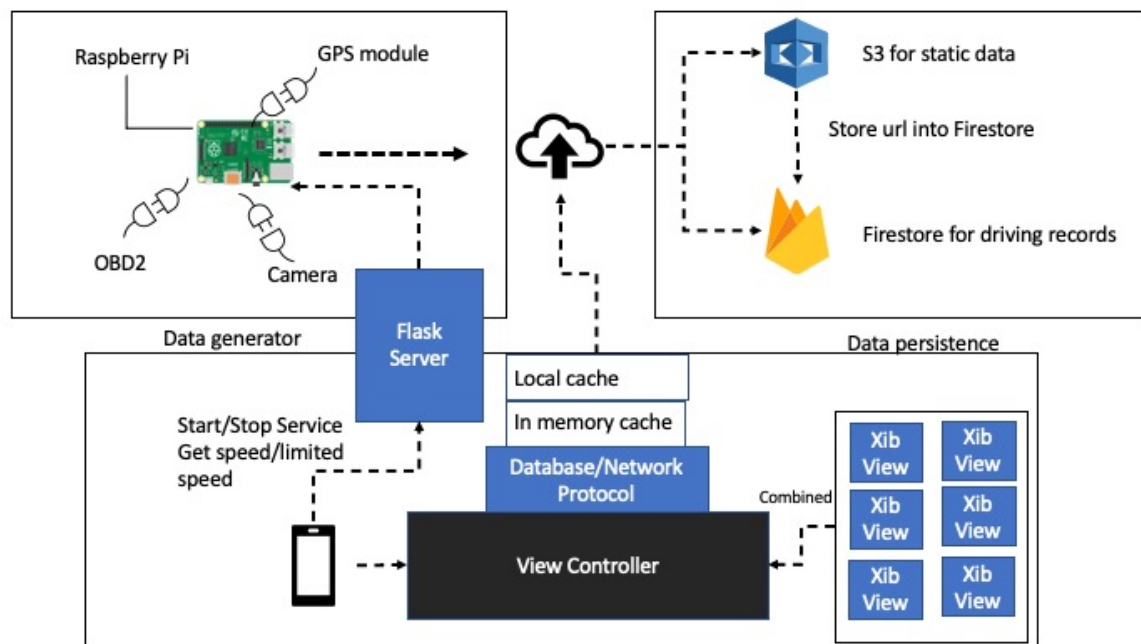 Raspberry Pi
GPS module
OBD2
Camera
S3 for static data
Store url into Firestore
Firestore for driving records
Data generator
Data persistence
Flask
Server
Start/Stop Service
Get speed/limited
speed
Local cache
In memory cache
Database/Network
Protocol
View Controller
Combined
Xib
View
Xib
View
Xib
View
Xib
View
Xib
View
Xib
View